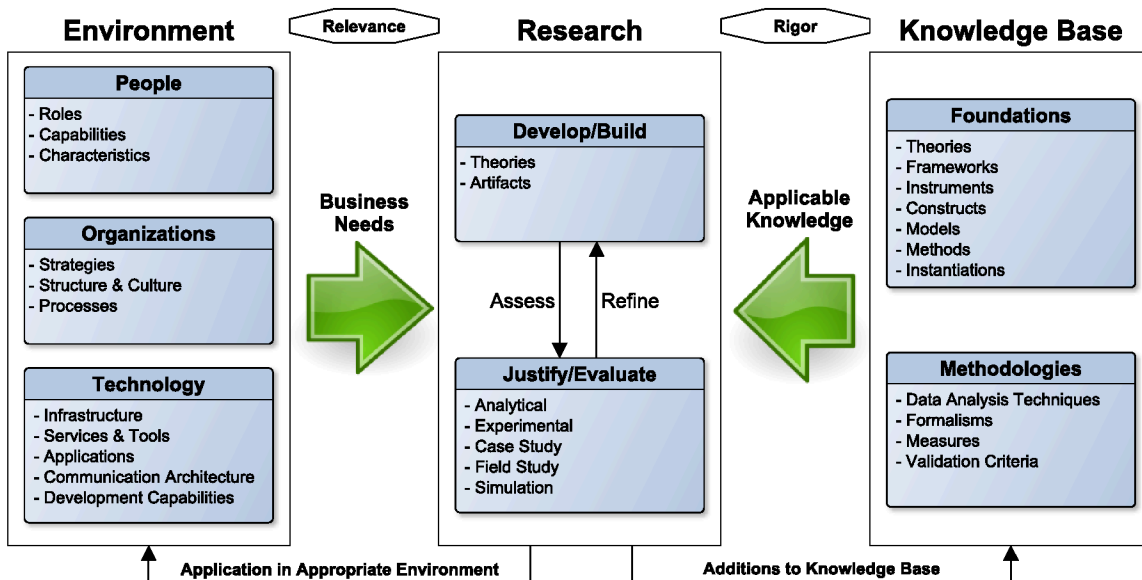 Environment
Relevance
Research
Rigor
Knowledge Base
People
- Roles
- Capabilities
- Characteristics
Organizations
- Strategies
- Structure & Culture
- Processes
Technology
- Infrastructure
- Services & Tools
- Applications
- Communication Architecture
- Development Capabilities
Business
Needs
Develop/Build
- Theories
- Artifacts
Assess
Refine
Justify/Evaluate
- Analytical
- Experimental
- Case Study
- Field Study
- Simulation
Applicable
Knowledge
Foundations
- Theories
- Frameworks
- Instruments
- Constructs
- Models
- Methods
- Instantiations
Methodologies
- Data Analysis Techniques
- Formalisms
- Measures
- Validation Criteria
Application in Appropriate Environment
Additions to Knowledge Base